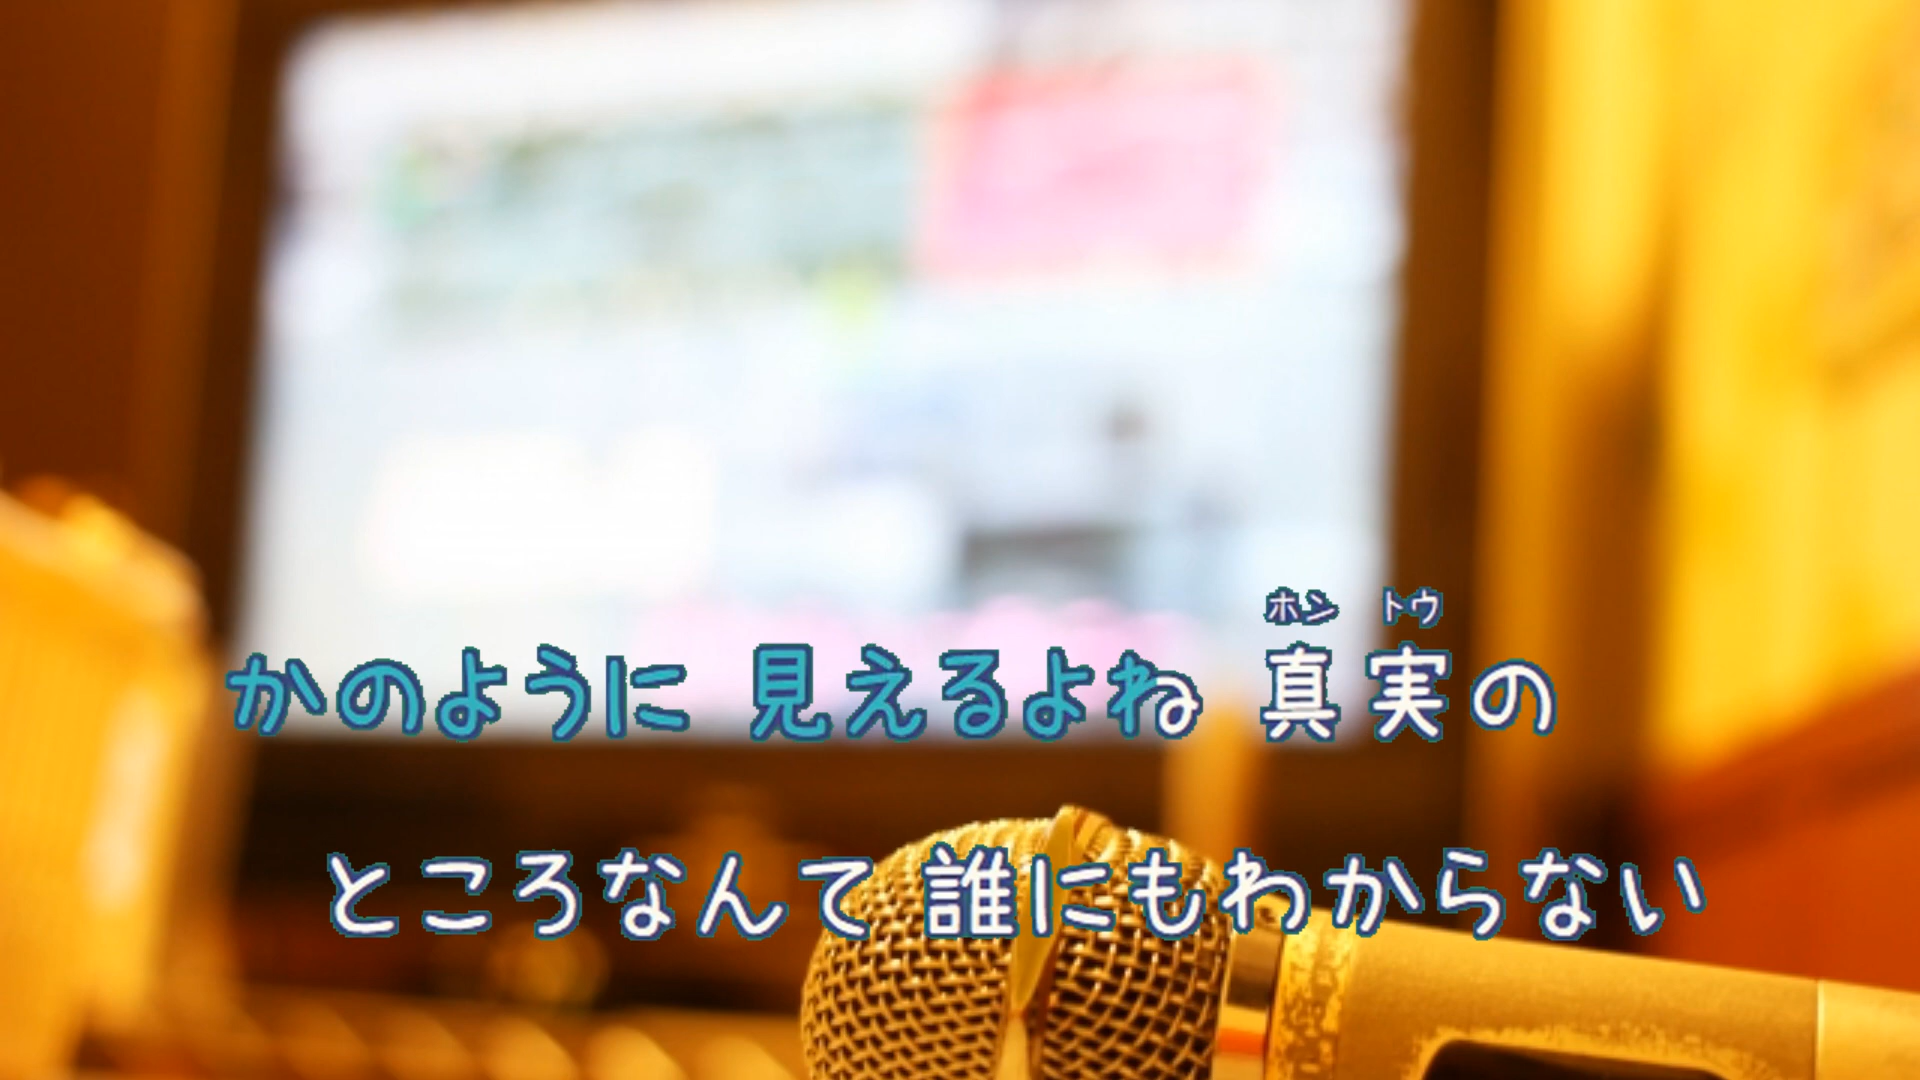 ホン トウ
かのように 見えるよね 真実の
ところなんて 誰にもわからない